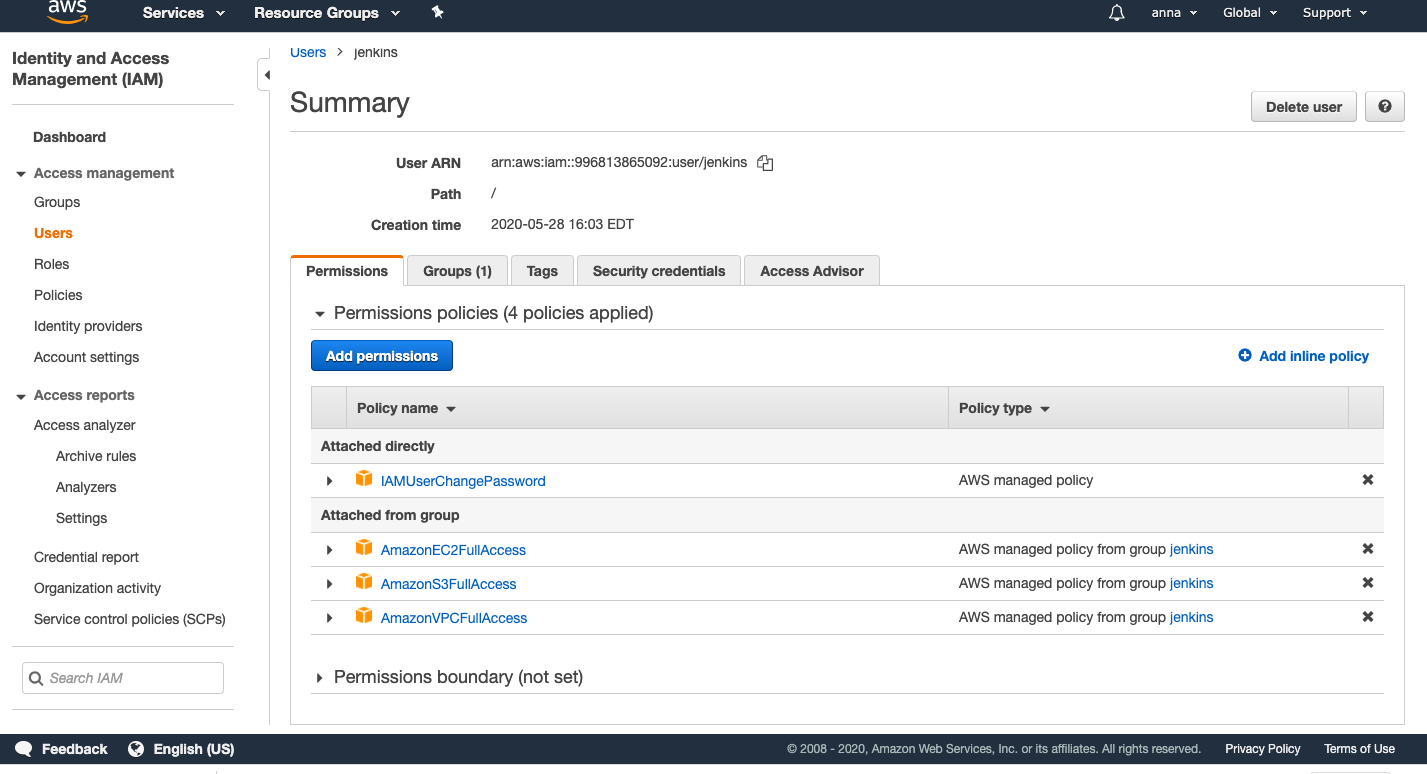 aws Services Resource Groups anna Global Support
Identity and Access Management (IAM)
Dashboard
Access management
Groups
Users
Roles
Policies
Identity providers
Account settings
Access reports
Access analyzer
Archive rules
Analyzers
Settings
Credential report
Organization activity
Service control policies (SCPs)
Search IAM
Users > jenkins
Summary
Delete user
User ARN arn:aws:iam::996813865092:user/jenkins
Path /
Creation time 2020-05-28 16:03 EDT
Permissions Groups (1) Tags Security credentials Access Advisor
Permissions policies (4 policies applied)
Add permissions Add inline policy
Policy name Policy type
Attached directly
IAMUserChangePassword AWS managed policy
Attached from group
AmazonEC2FullAccess AWS managed policy from group jenkins
AmazonS3FullAccess AWS managed policy from group jenkins
AmazonVPCFullAccess AWS managed policy from group jenkins
Permissions boundary (not set)
Feedback English (US) © 2008 - 2020, Amazon Web Services, Inc. or its affiliates. All rights reserved. Privacy Policy Terms of Use